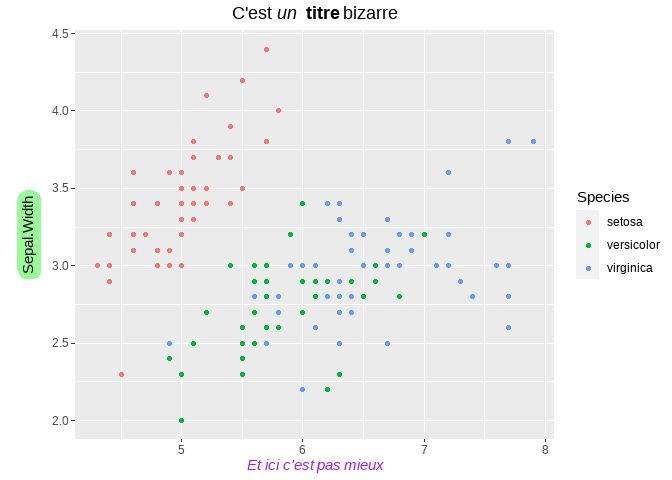 C'est un titre bizarre
4.5
4.0
3.5
3.0
2.5
2.0
Sepal.Width
5 6 7 8
Et ici c'est pas mieux
Species
setosa
versicolor
virginica